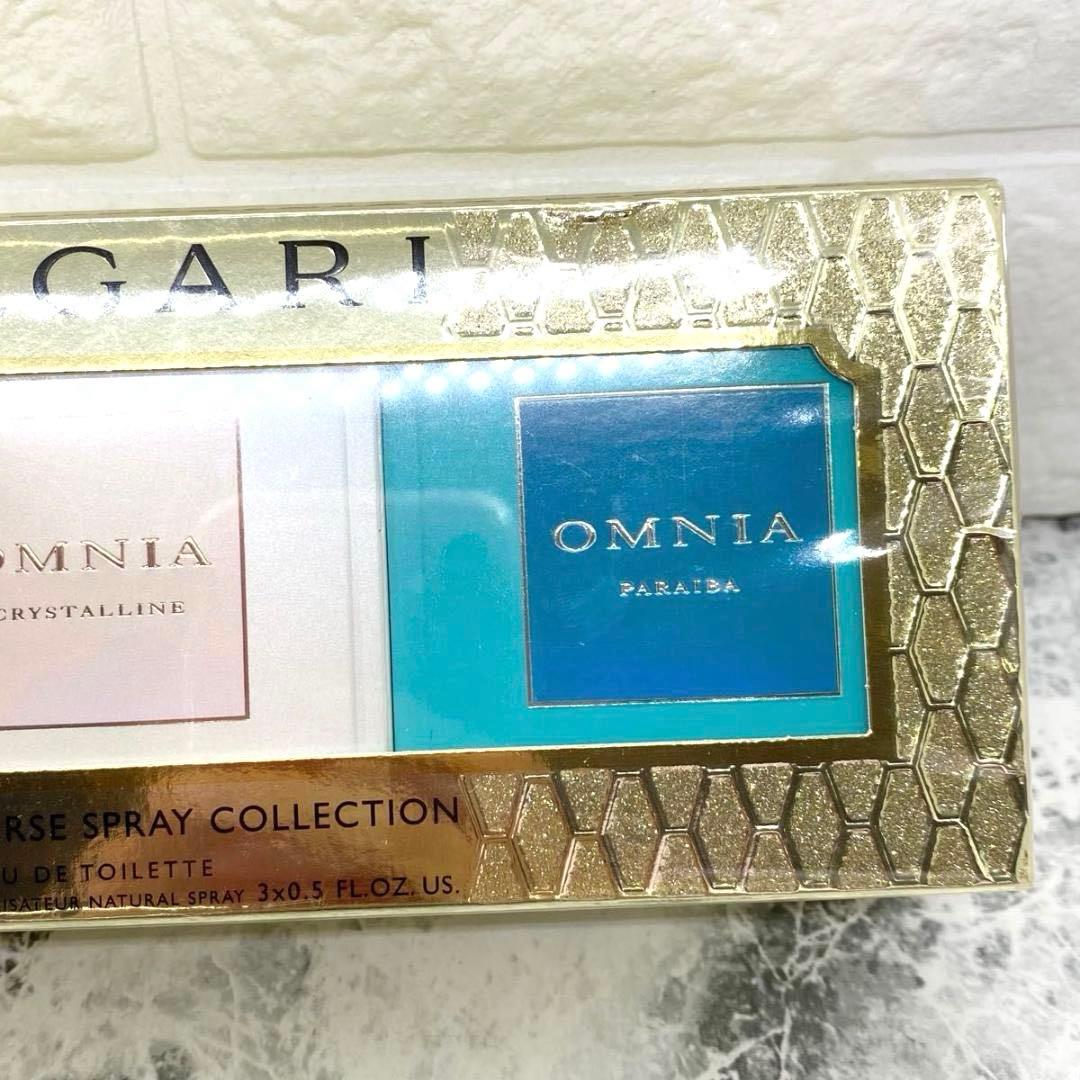 GARI
OMNIA
CRYSTALLINE
OMNIA
PARAIBA
RSE SPRAY COLLECTION
U DE TOILETTE
ISATEUR NATURAL SPRAY 3x0.5 FL.OZ. US.